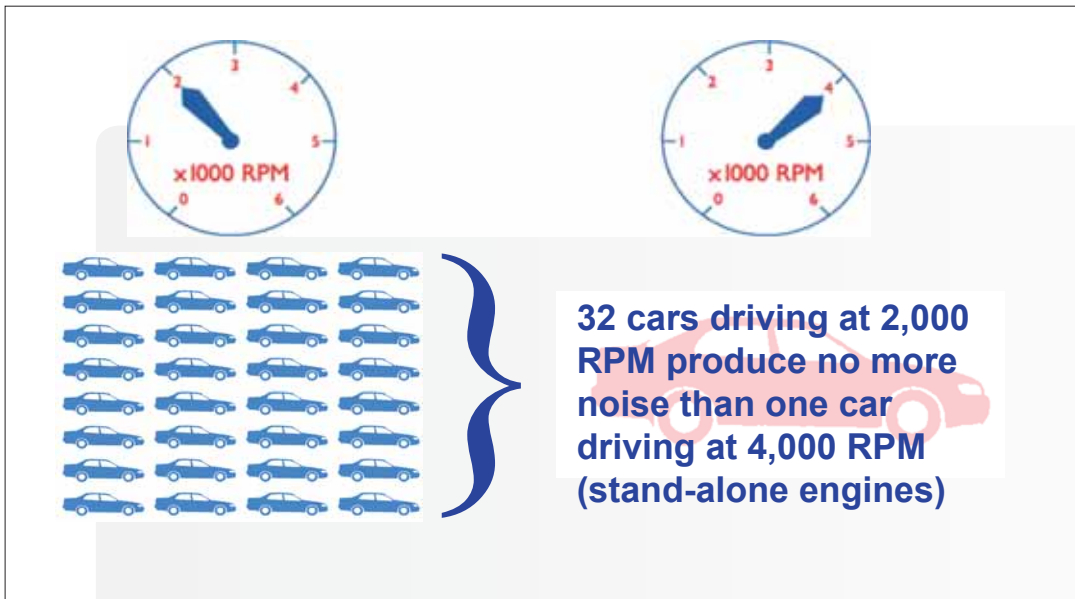 3
2
4
1
5
x1000 RPM
0
6
3
2
4
1
5
x1000 RPM
0
6
32 cars driving at 2,000
RPM produce no more
noise than one car
driving at 4,000 RPM
(stand-alone engines)